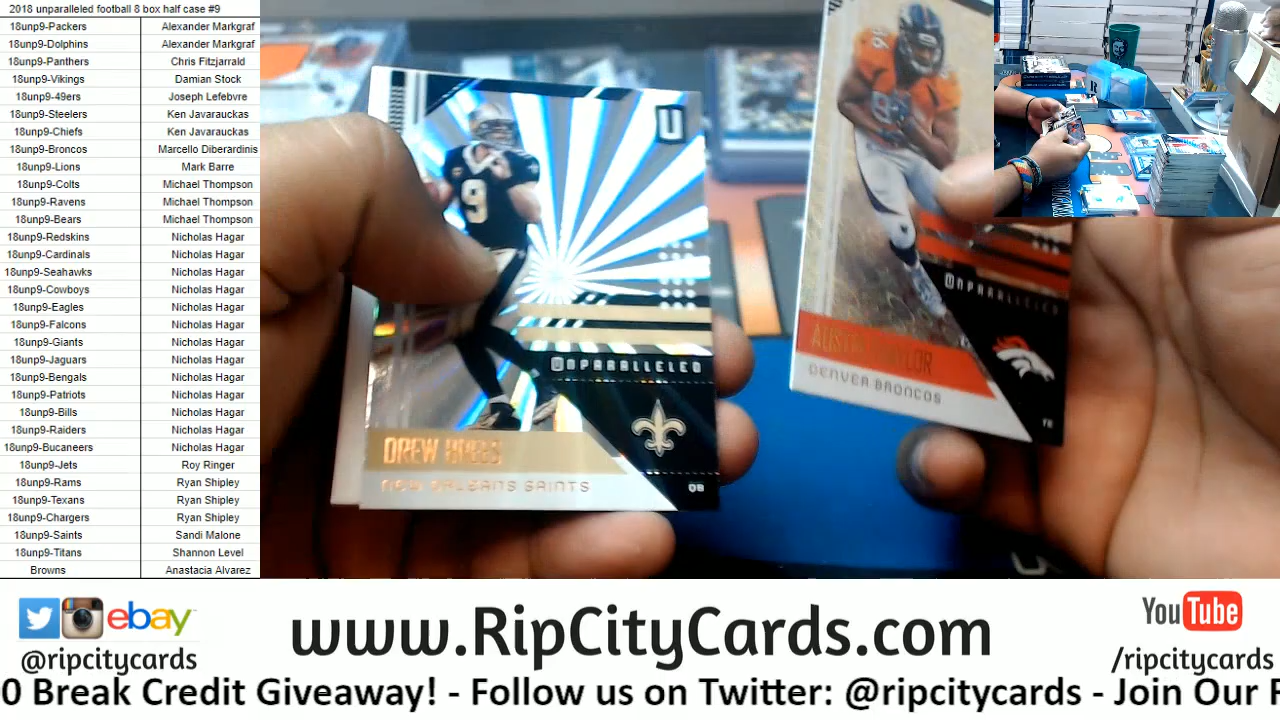 2018 unparalleled football 8 box half case #9
18unp9-Packers Alexander Markgraf
18unp9-Dolphins Alexander Markgraf
18unp9-Panthers Chris Fitzjarrald
18unp9-Vikings Damian Stock
18unp9-49ers Joseph Lefebvre
18unp9-Steelers Ken Javarauckas
18unp9-Chiefs Ken Javarauckas
18unp9-Broncos Marcello Diberardinis
18unp9-Lions Mark Barre
18unp9-Colts Michael Thompson
18unp9-Ravens Michael Thompson
18unp9-Bears Michael Thompson
18unp9-Redskins Nicholas Hagar
18unp9-Cardinals Nicholas Hagar
18unp9-Seahawks Nicholas Hagar
18unp9-Cowboys Nicholas Hagar
18unp9-Eagles Nicholas Hagar
18unp9-Falcons Nicholas Hagar
18unp9-Giants Nicholas Hagar
18unp9-Jaguars Nicholas Hagar
18unp9-Bengals Nicholas Hagar
18unp9-Patriots Nicholas Hagar
18unp9-Bills Nicholas Hagar
18unp9-Raiders Nicholas Hagar
18unp9-Bucaneers Nicholas Hagar
18unp9-Jets Roy Ringer
18unp9-Rams Ryan Shipley
18unp9-Texans Ryan Shipley
18unp9-Chargers Ryan Shipley
18unp9-Saints Sandi Malone
18unp9-Titans Shannon Level
Browns Anastacia Alvarez
U
9
UNPARALLELED
DREW
NEW ORLEANS SAINTS
QB
UNPARALLELED
DENVER BRONCOS
ebay
@ripcitycards
www.RipCityCards.com
YouTube
/ripcitycards
0 Break Credit Giveaway! - Follow us on Twitter: @ripcitycards - Join Our F